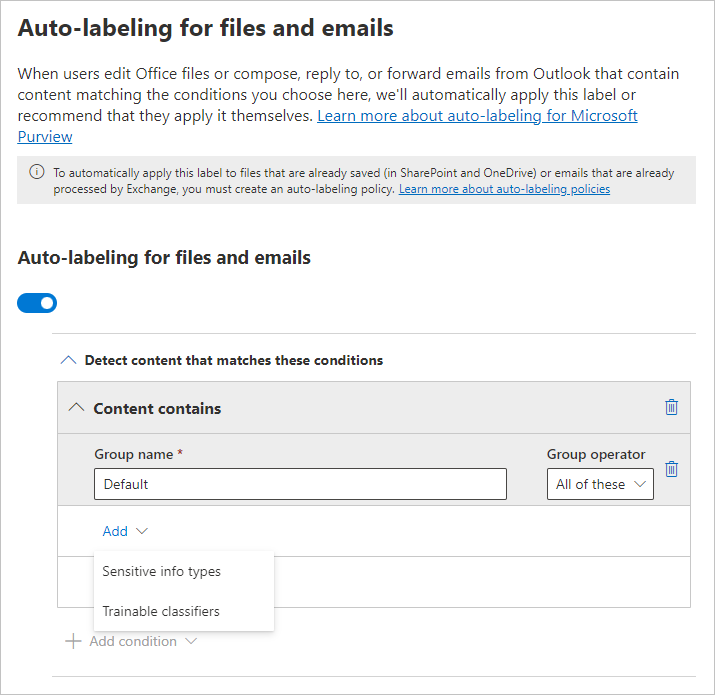 Auto-labeling for files and emails
When users edit Office files or compose, reply to, or forward emails from Outlook that contain
content matching the conditions you choose here, we'll automatically apply this label or
recommend that they apply it themselves. Learn more about auto-labeling for Microsoft
Purview
To automatically apply this label to files that are already saved (in SharePoint and OneDrive) or emails that are already
processed by Exchange, you must create an auto-labeling policy. Learn more about auto-labeling policies
Auto-labeling for files and emails
Detect content that matches these conditions
Content contains
Group name * Group operator
Default All of these
Add
Sensitive info types
Trainable classifiers
Add condition